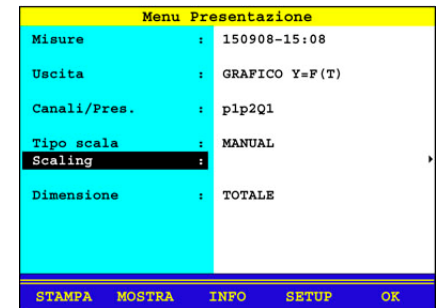 Menu Presentazione
Misure : 150908-15:08
Uscita : GRAFICO Y=F(T)
Canali/Pres. : p1p2Q1
Tipo scala : MANUAL
Scaling :
Dimensione : TOTALE
STAMPA MOSTRA INFO SETUP OK